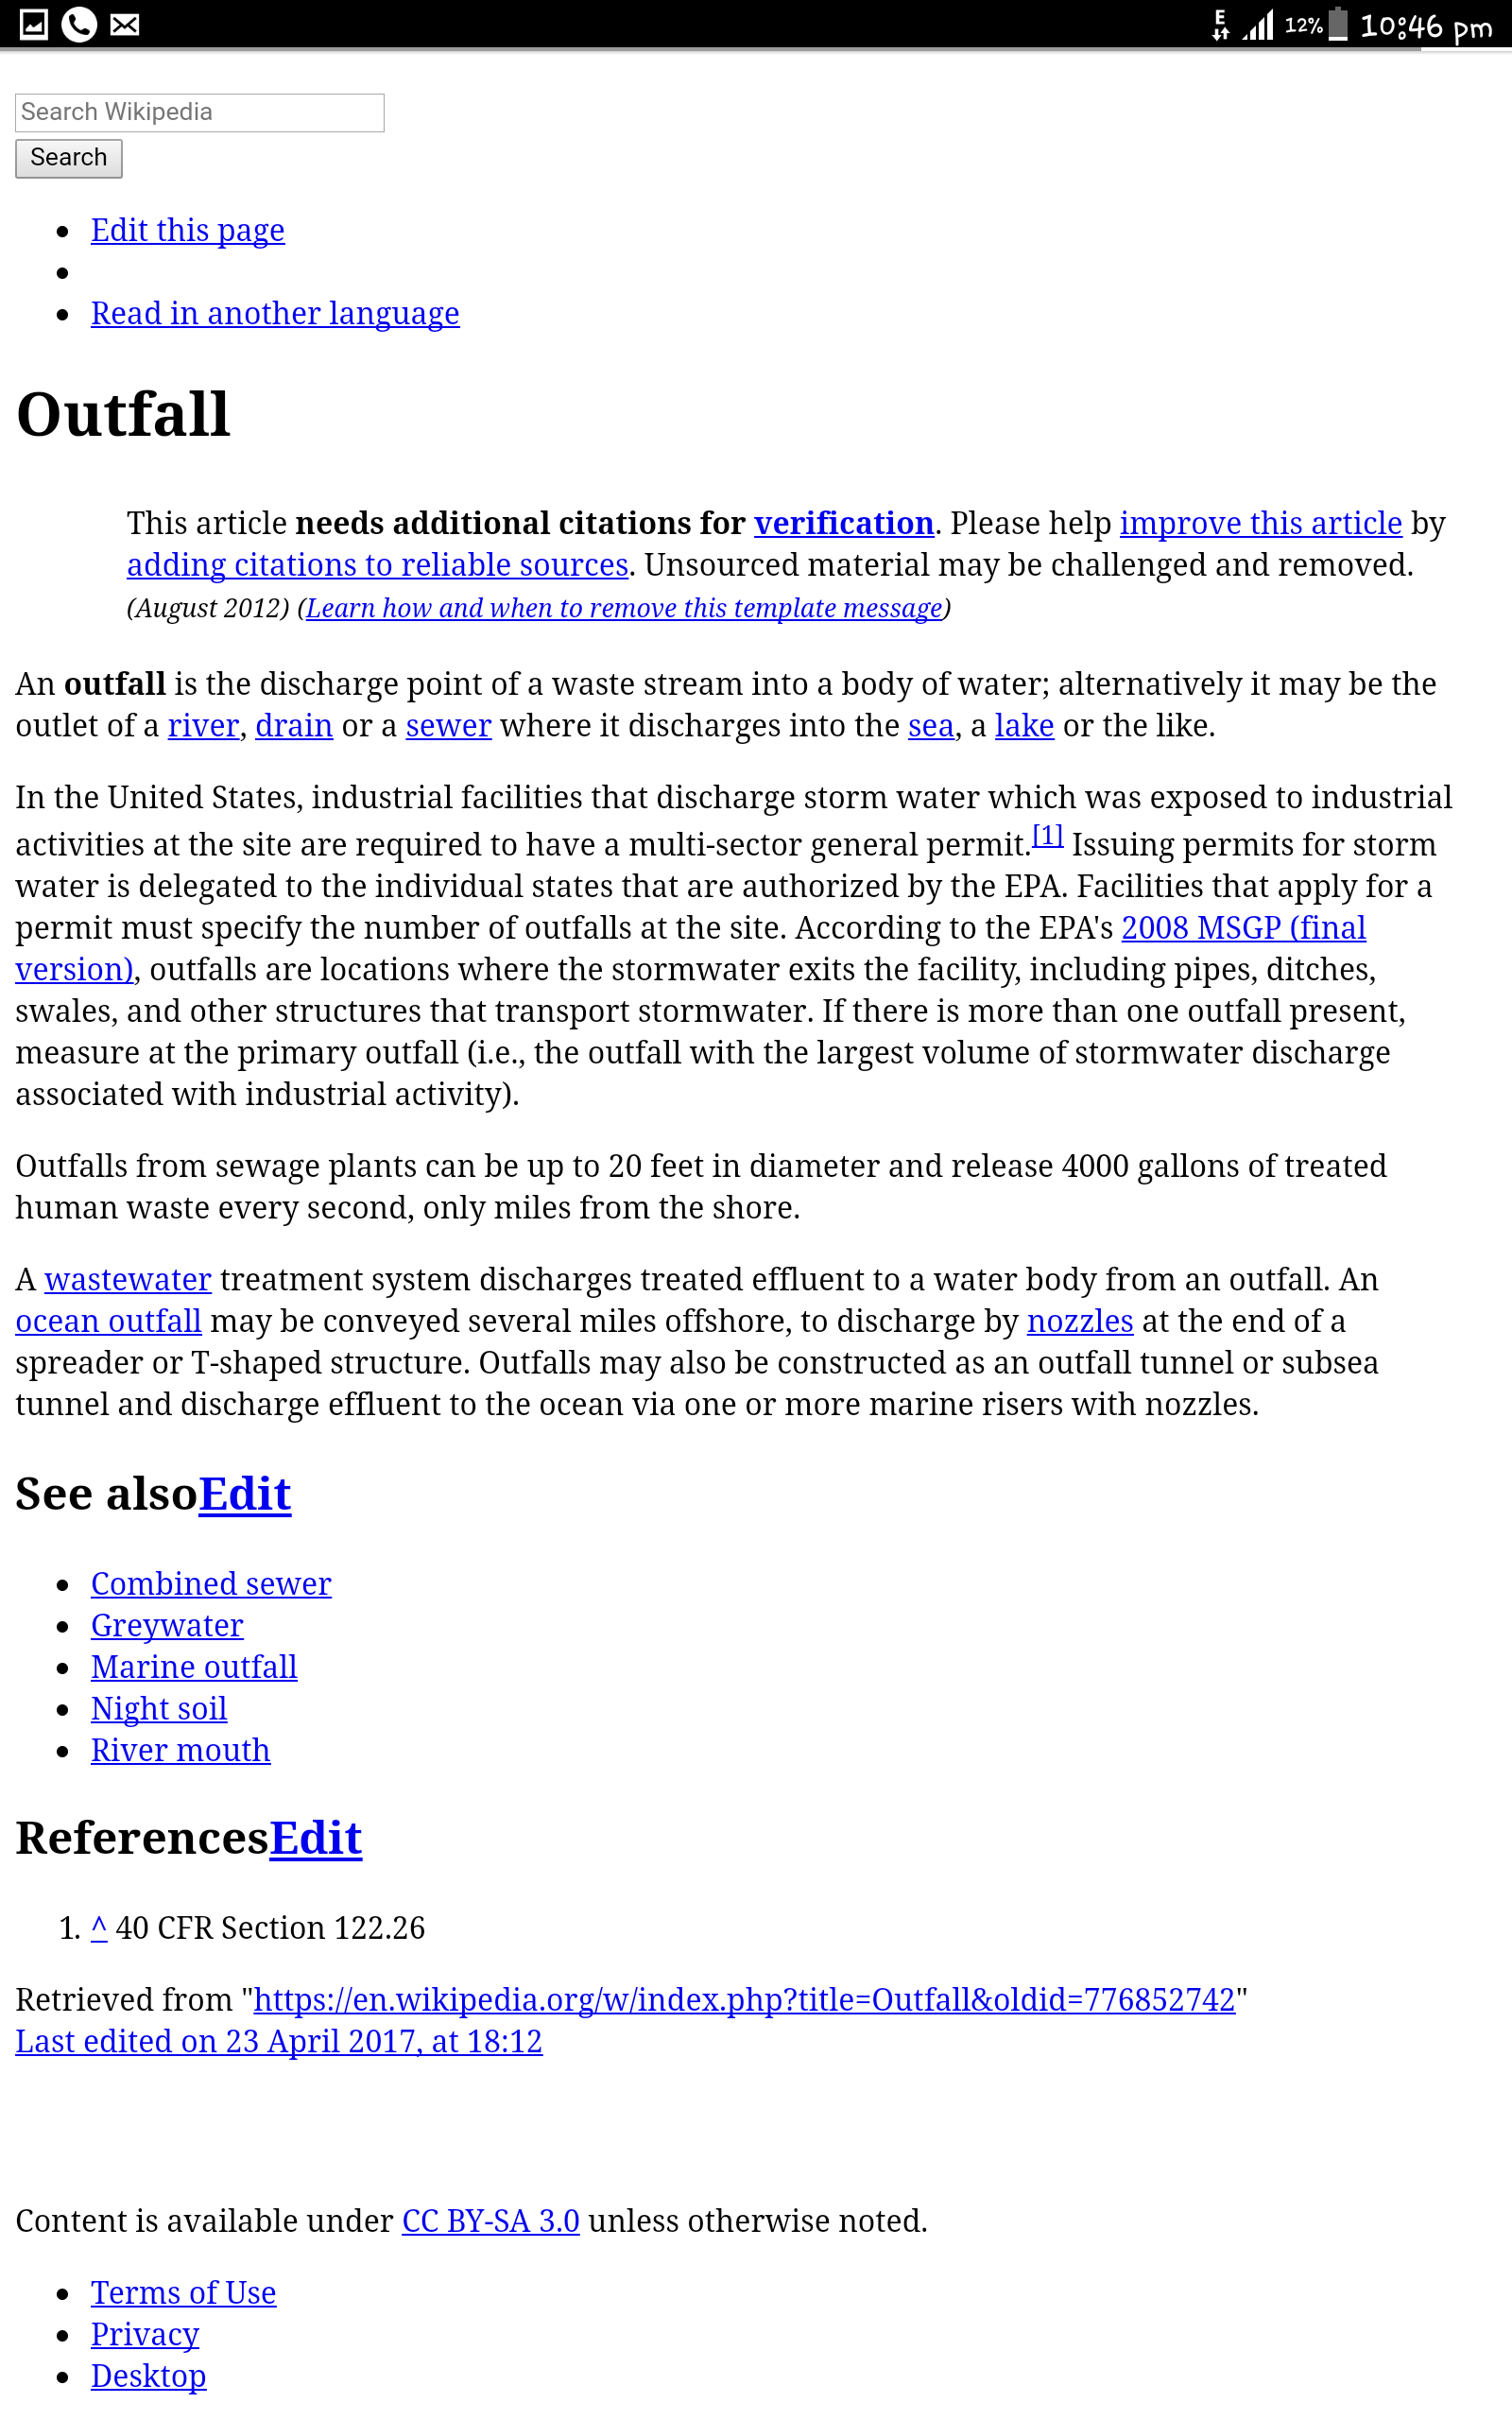 E 12% 10:46 pm
Search Wikipedia
Search
Edit this page
Read in another language
Outfall
This article needs additional citations for verification. Please help improve this article by
adding citations to reliable sources. Unsourced material may be challenged and removed.
(August 2012) (Learn how and when to remove this template message)
An outfall is the discharge point of a waste stream into a body of water; alternatively it may be the
outlet of a river, drain or a sewer where it discharges into the sea, a lake or the like.
In the United States, industrial facilities that discharge storm water which was exposed to industrial
activities at the site are required to have a multi-sector general permit.[1] Issuing permits for storm
water is delegated to the individual states that are authorized by the EPA. Facilities that apply for a
permit must specify the number of outfalls at the site. According to the EPA's 2008 MSGP (final
version), outfalls are locations where the stormwater exits the facility, including pipes, ditches,
swales, and other structures that transport stormwater. If there is more than one outfall present,
measure at the primary outfall (i.e., the outfall with the largest volume of stormwater discharge
associated with industrial activity).
Outfalls from sewage plants can be up to 20 feet in diameter and release 4000 gallons of treated
human waste every second, only miles from the shore.
A wastewater treatment system discharges treated effluent to a water body from an outfall. An
ocean outfall may be conveyed several miles offshore, to discharge by nozzles at the end of a
spreader or T-shaped structure. Outfalls may also be constructed as an outfall tunnel or subsea
tunnel and discharge effluent to the ocean via one or more marine risers with nozzles.
See alsoEdit
Combined sewer
Greywater
Marine outfall
Night soil
River mouth
ReferencesEdit
1. ^ 40 CFR Section 122.26
Retrieved from "https://en.wikipedia.org/w/index.php?title=Outfall&oldid=776852742"
Last edited on 23 April 2017, at 18:12
Content is available under CC BY-SA 3.0 unless otherwise noted.
Terms of Use
Privacy
Desktop